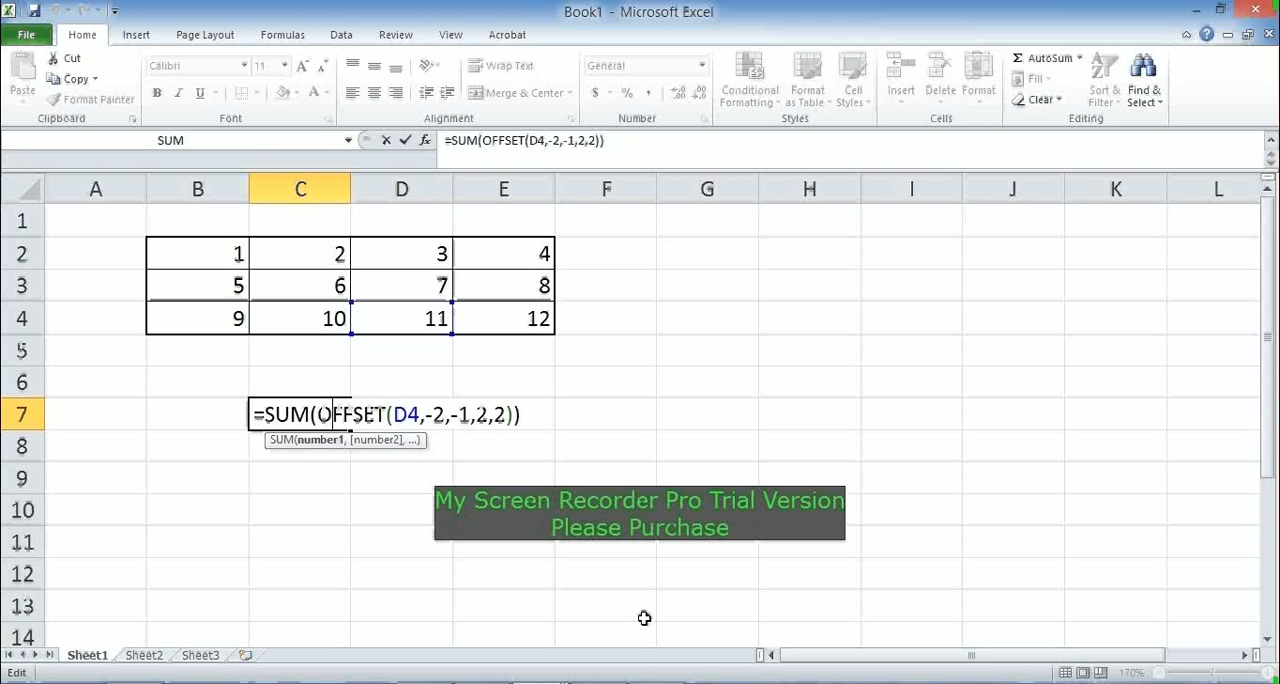 Book1 - Microsoft Excel
File Home Insert Page Layout Formulas Data Review View Acrobat
Cut
Copy
Format Painter
Paste
Clipboard
Calibri 11
B I U
Font
Wrap Text
Merge & Center
Alignment
General
$ % ,
Number
Conditional Formatting
Format as Table
Cell Styles
Styles
Insert Delete Format
Cells
Σ AutoSum
Fill
Clear
Sort & Filter
Find & Select
Editing
SUM fx =SUM(OFFSET(D4,-2,-1,2,2))
A B C D E F G H I J K L
1
2 1 2 3 4
3 5 6 7 8
4 9 10 11 12
5
6
7 =SUM(OFFSET(D4,-2,-1,2,2))
8 SUM(number1, [number2], ...)
9
10 My Screen Recorder Pro Trial Version
Please Purchase
11
12
13
14
Sheet1 Sheet2 Sheet3
Edit 170%